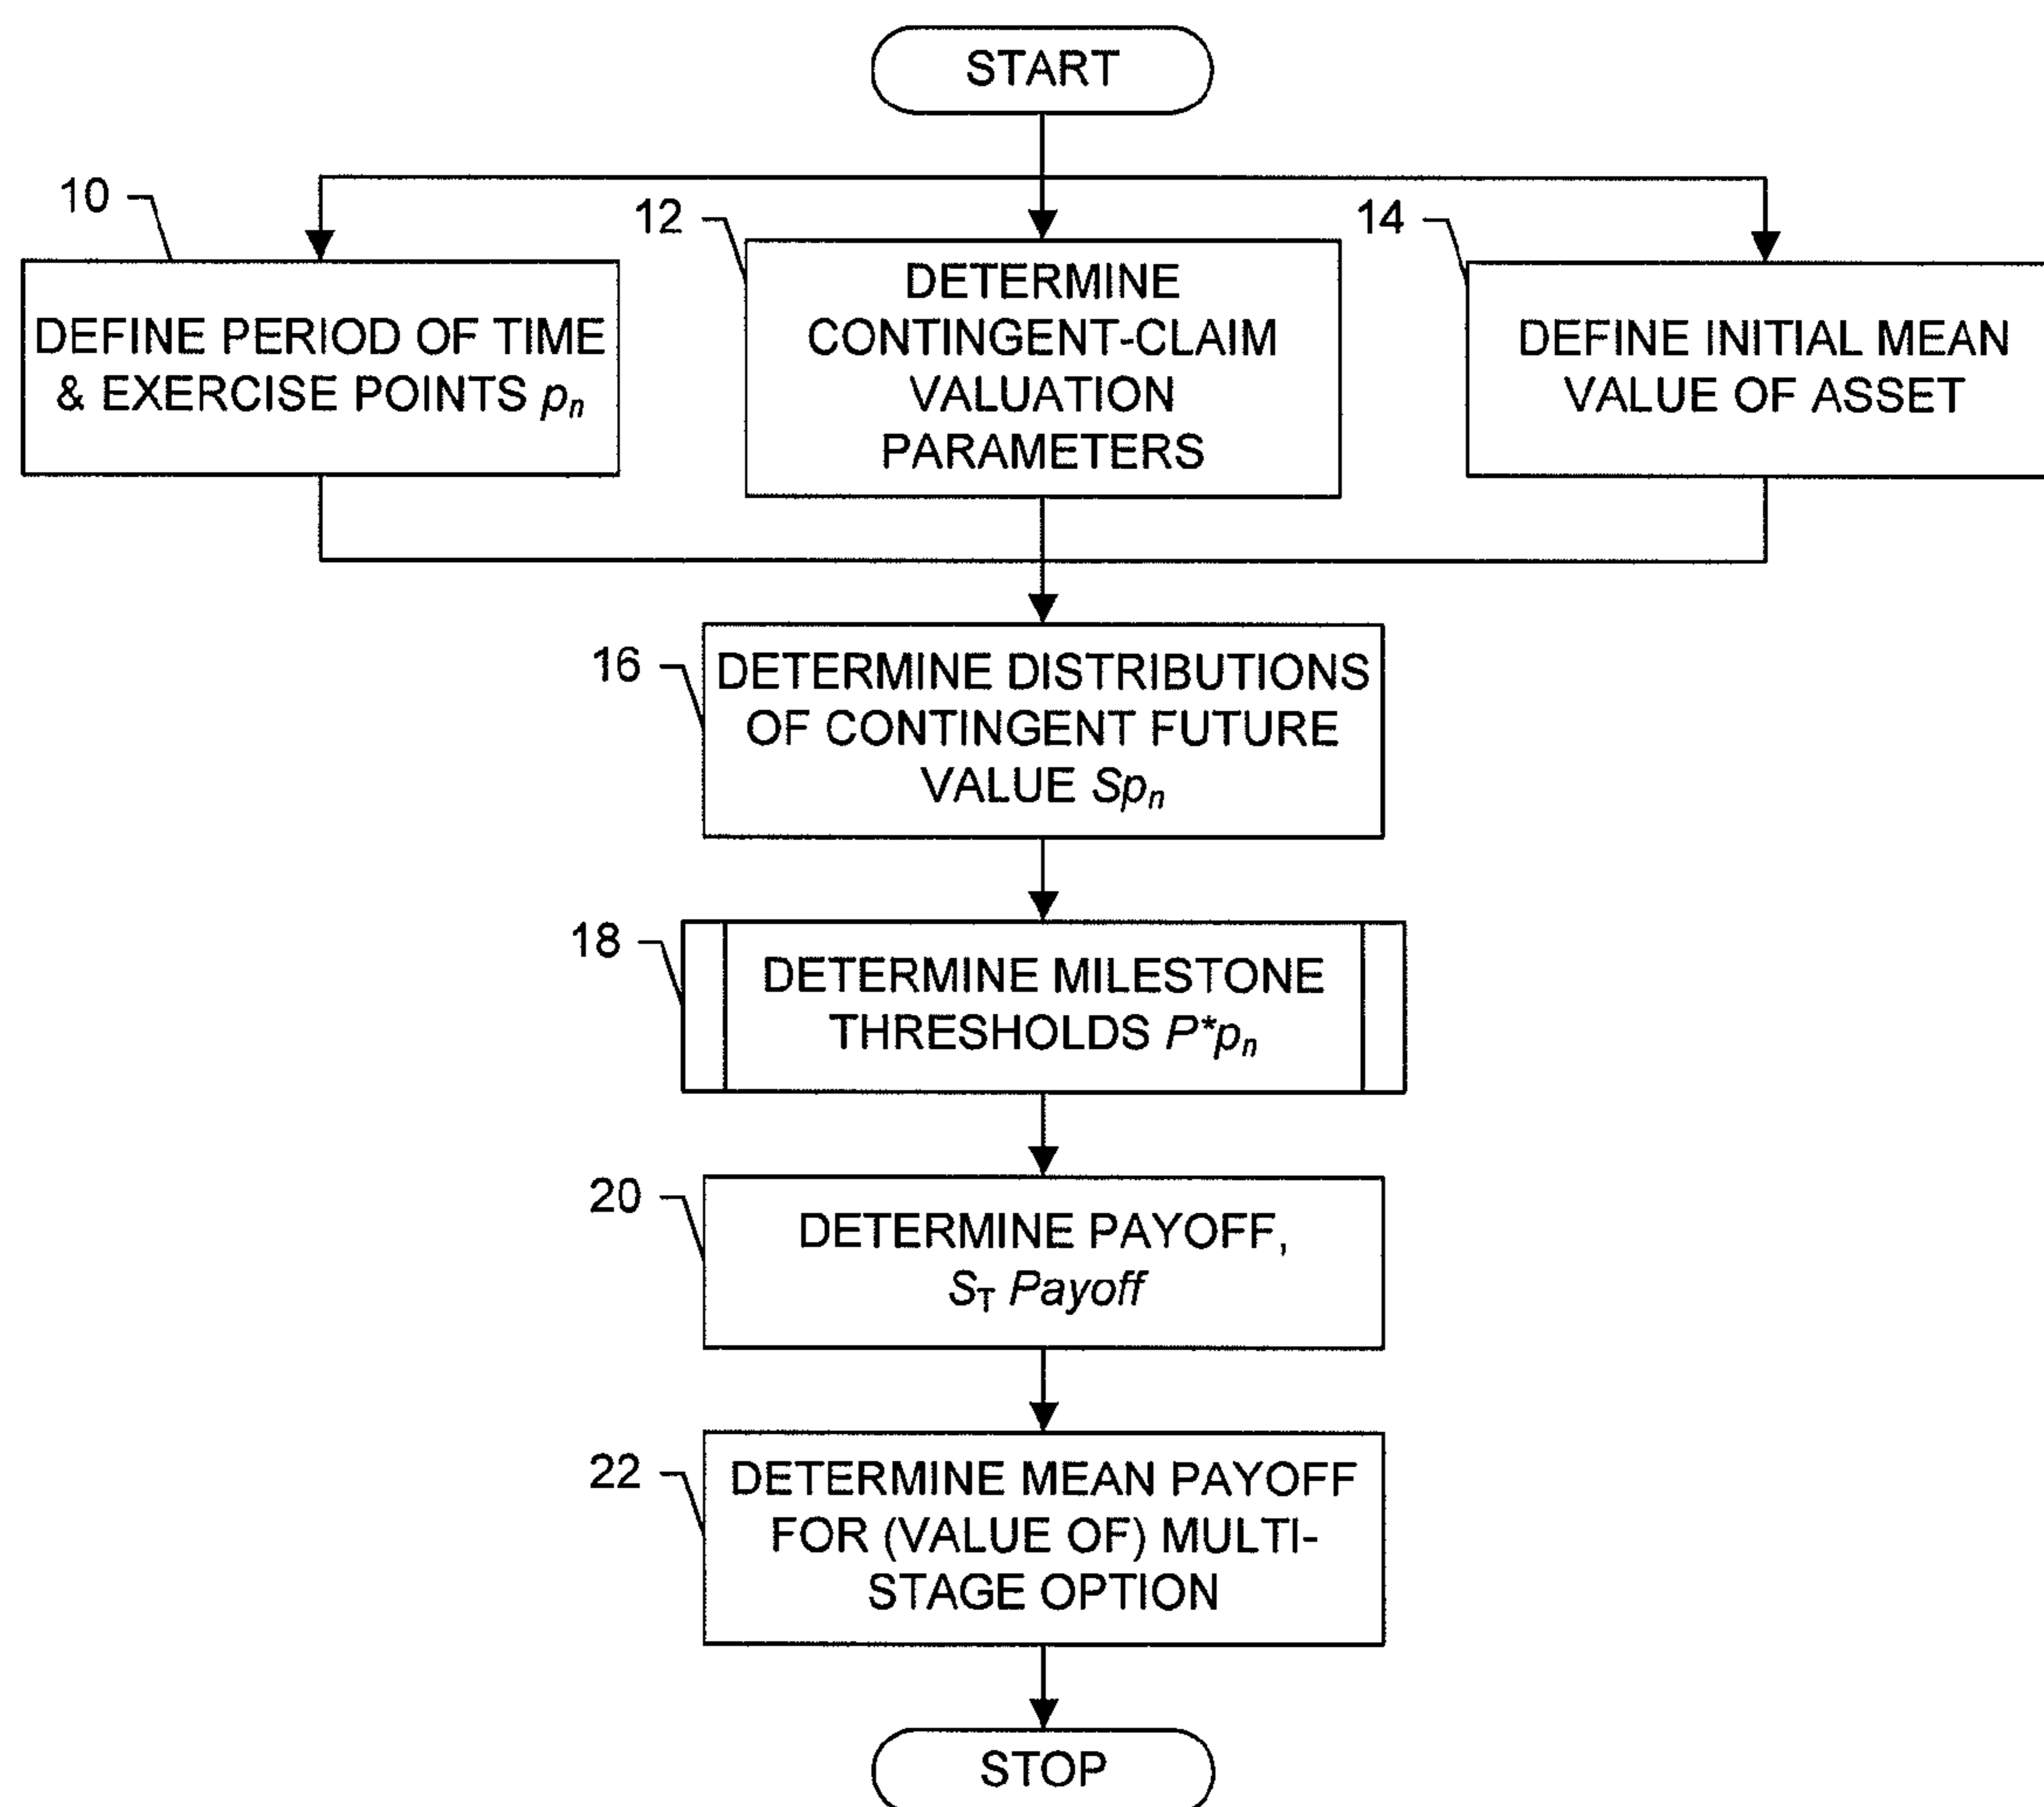 START
10
12
14
DEFINE PERIOD OF TIME
& EXERCISE POINTS pn
DETERMINE
CONTINGENT-CLAIM
VALUATION
PARAMETERS
DEFINE INITIAL MEAN
VALUE OF ASSET
16
DETERMINE DISTRIBUTIONS
OF CONTINGENT FUTURE
VALUE Spn
18
DETERMINE MILESTONE
THRESHOLDS P*pn
20
DETERMINE PAYOFF,
ST Payoff
22
DETERMINE MEAN PAYOFF
FOR (VALUE OF) MULTI-
STAGE OPTION
STOP